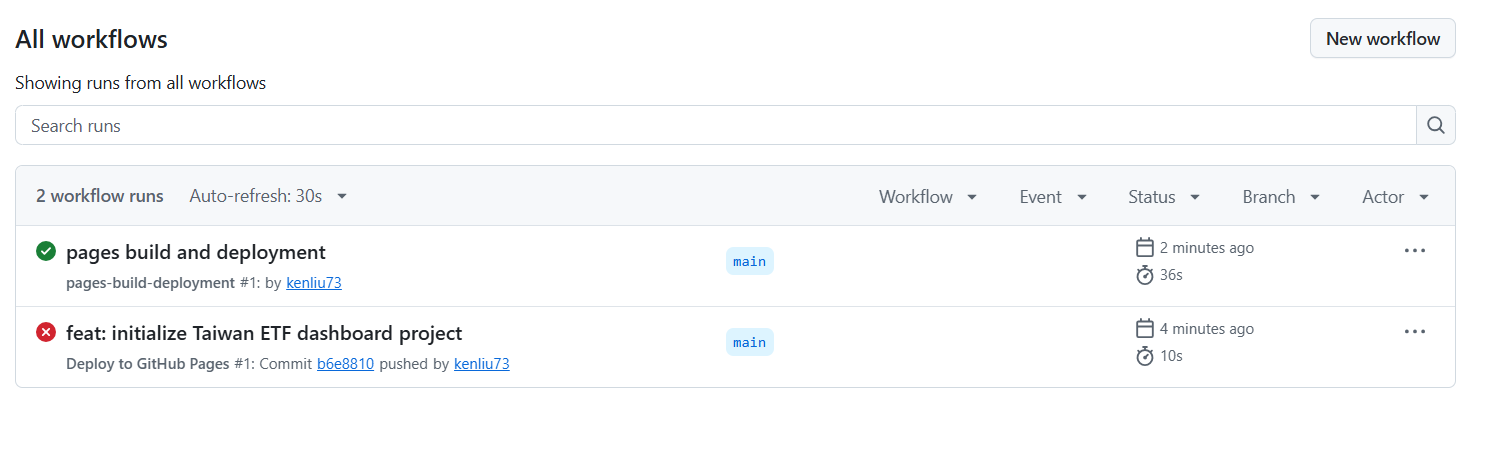 All workflows
New workflow
Showing runs from all workflows
Search runs
2 workflow runs Auto-refresh: 30s Workflow Event Status Branch Actor
pages build and deployment
main
2 minutes ago
pages-build-deployment #1: by kenliu73
36s
feat: initialize Taiwan ETF dashboard project
main
4 minutes ago
Deploy to GitHub Pages #1: Commit b6e8810 pushed by kenliu73
10s